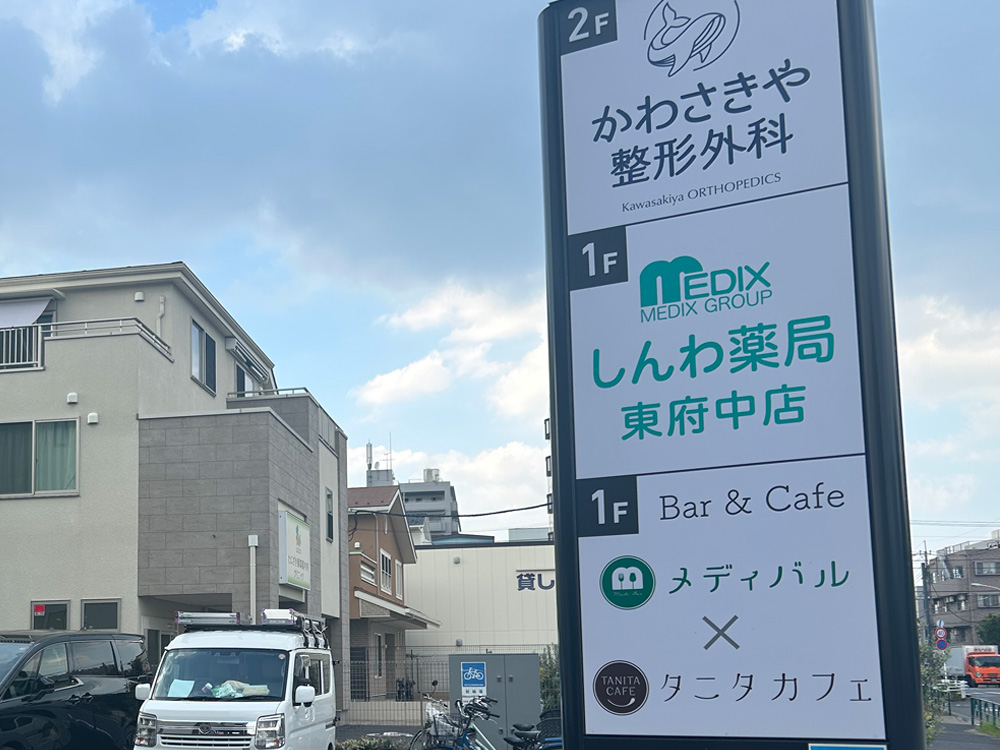 2F
かわさきや
整形外科
Kawasakiya ORTHOPEDICS
1F
MEDIX
MEDIX GROUP
しんわ薬局
東府中店
1F
Bar & Cafe
メディバル
×
TANITA
CAFE
タニタカフェ
貸し